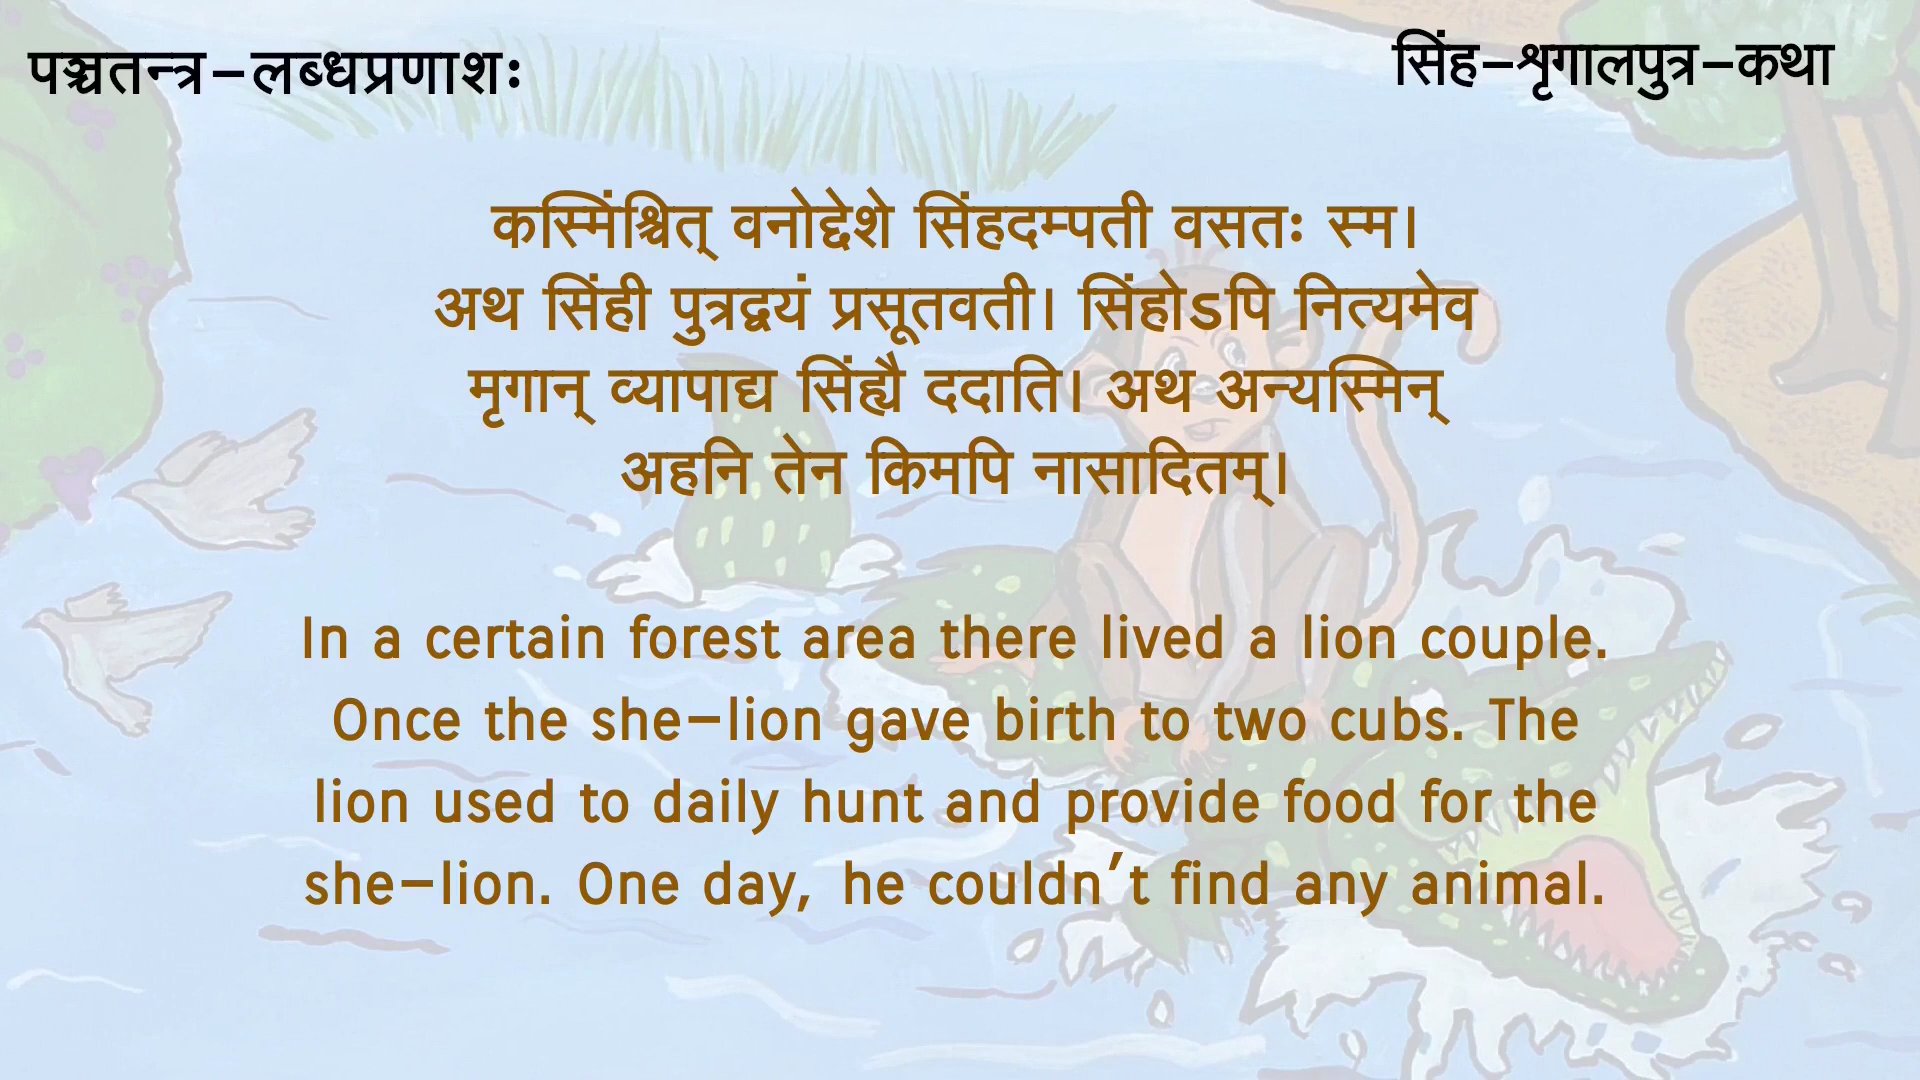 पञ्चतन्त्र-लब्धप्रणाशः
सिंह-शृगालपुत्र-कथा
कस्मिंश्चित् वनोद्देशे सिंहदम्पती वसतः स्म।
अथ सिंही पुत्रद्वयं प्रसूतवती। सिंहोऽपि नित्यमेव
मृगान् व्यापाद्य सिंह्यै ददाति। अथ अन्यस्मिन्
अहनि तेन किमपि नासादितम्।
In a certain forest area there lived a lion couple.
Once the she-lion gave birth to two cubs. The
lion used to daily hunt and provide food for the
she-lion. One day, he couldn't find any animal.